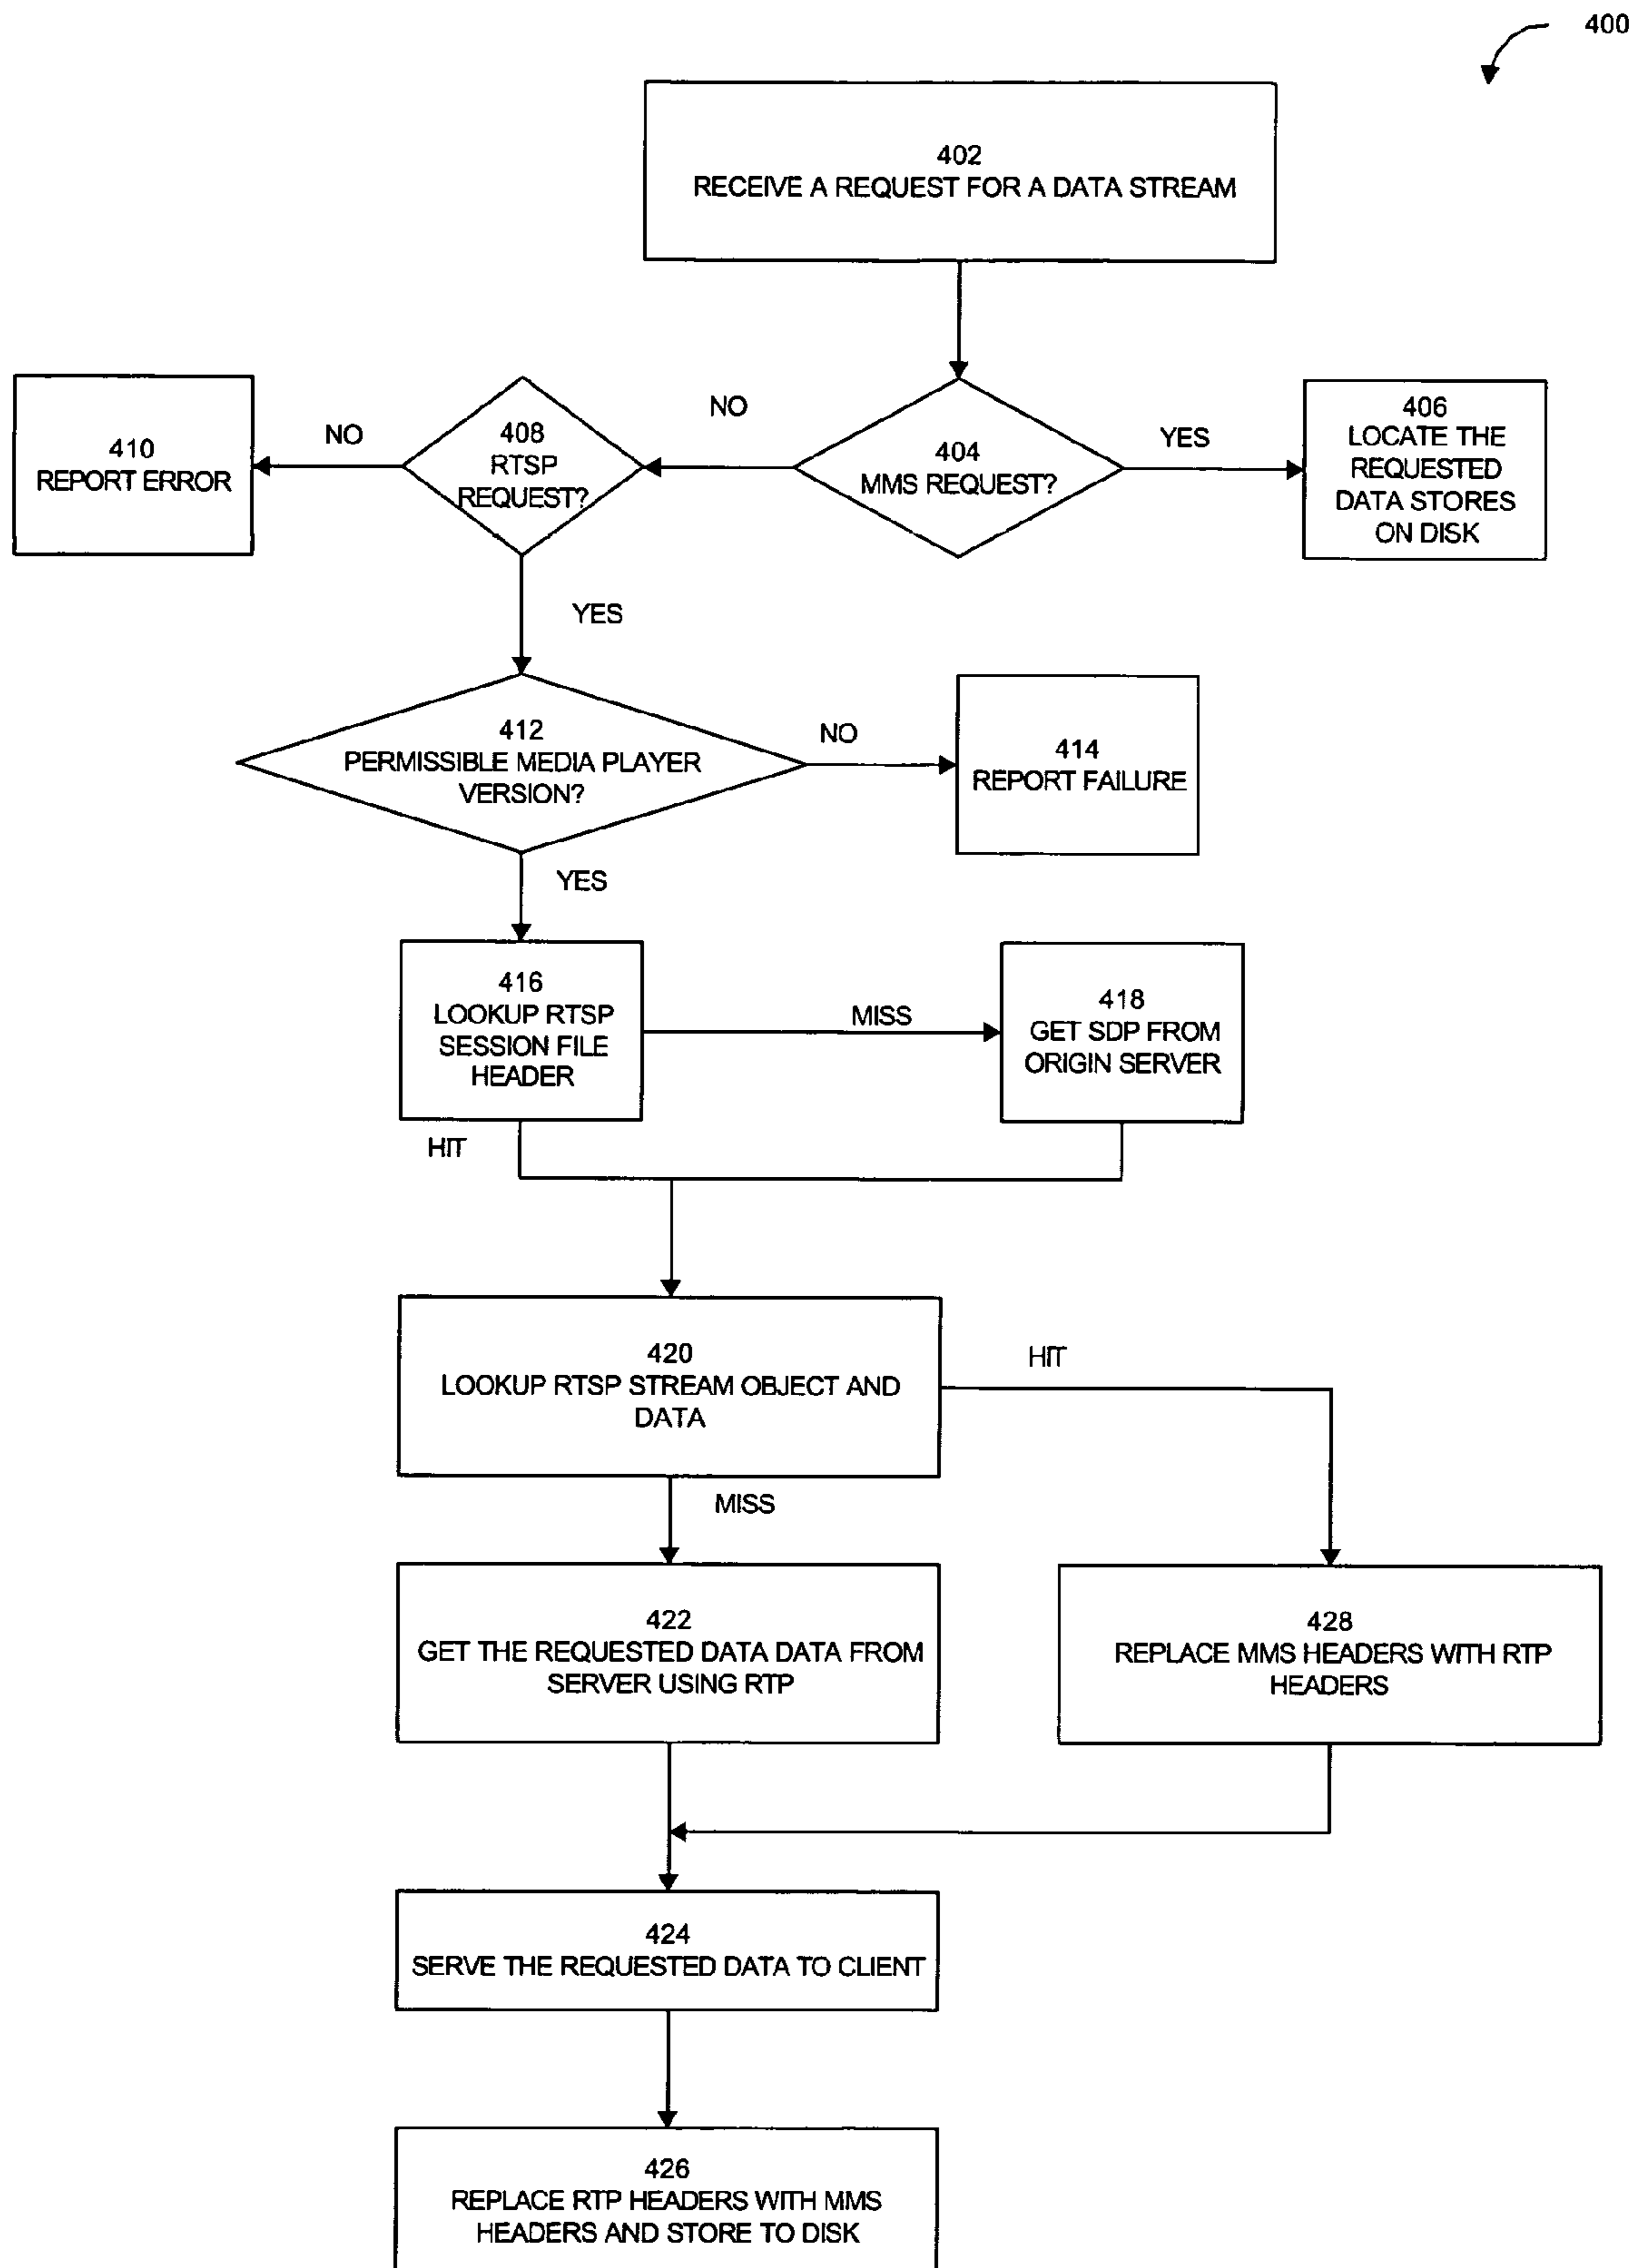 400
402
RECEIVE A REQUEST FOR A DATA STREAM
410
REPORT ERROR
NO
408
RTSP
REQUEST?
NO
404
MMS REQUEST?
YES
406
LOCATE THE
REQUESTED
DATA STORES
ON DISK
YES
412
PERMISSIBLE MEDIA PLAYER
VERSION?
NO
414
REPORT FAILURE
YES
416
LOOKUP RTSP
SESSION FILE
HEADER
MISS
418
GET SDP FROM
ORIGIN SERVER
HIT
420
LOOKUP RTSP STREAM OBJECT AND
DATA
HIT
MISS
422
GET THE REQUESTED DATA DATA FROM
SERVER USING RTP
428
REPLACE MMS HEADERS WITH RTP
HEADERS
424
SERVE THE REQUESTED DATA TO CLIENT
426
REPLACE RTP HEADERS WITH MMS
HEADERS AND STORE TO DISK